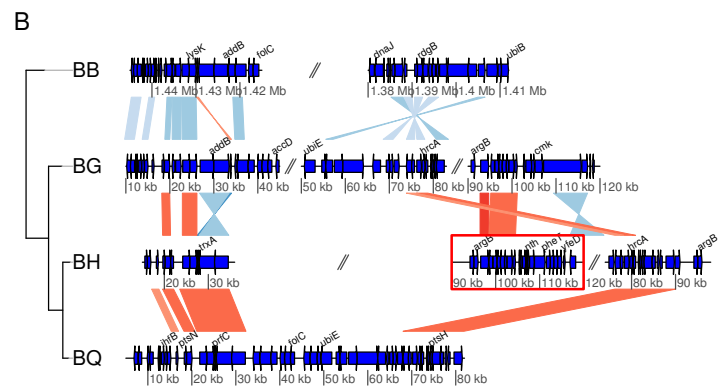 B
lysK addB folC dnaJ rdgB ubiB
BB // 
1.44 Mb 1.43 Mb 1.42 Mb 1.38 Mb 1.39 Mb 1.4 Mb 1.41 Mb
addB accD ubiE hrcA argB cmk
BG // //
10 kb 20 kb 30 kb 40 kb 50 kb 60 kb 70 kb 80 kb 90 kb 100 kb 110 kb 120 kb
trxA argB nth pheT yfeD hrcA argB
BH // //
20 kb 30 kb 90 kb 100 kb 110 kb 120 kb 80 kb 90 kb
ihfB ptsN prfC folC ubiE ptsH
BQ
10 kb 20 kb 30 kb 40 kb 50 kb 60 kb 70 kb 80 kb